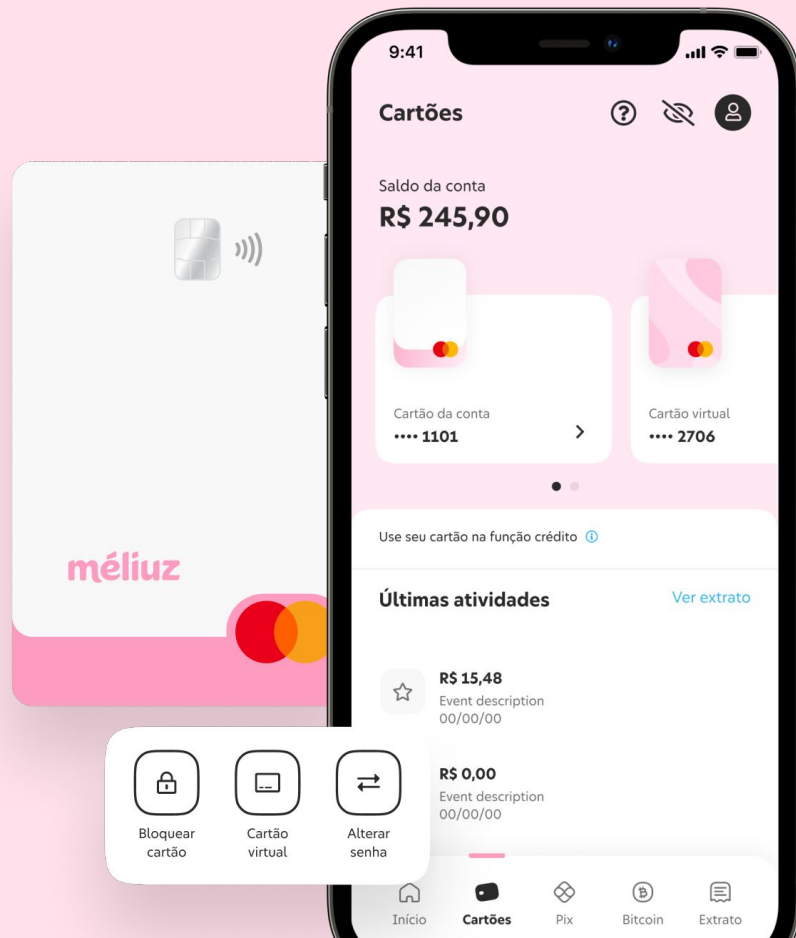 9:41
Cartões
Saldo da conta
R$ 245,90
Cartão da conta
•••• 1101
Cartão virtual
•••• 2706
Use seu cartão na função crédito
Últimas atividades
Ver extrato
R$ 15,48
Event description
00/00/00
R$ 0,00
Event description
00/00/00
Início
Cartões
Pix
Bitcoin
Extrato
méliuz
Bloquear
cartão
Cartão
virtual
Alterar
senha